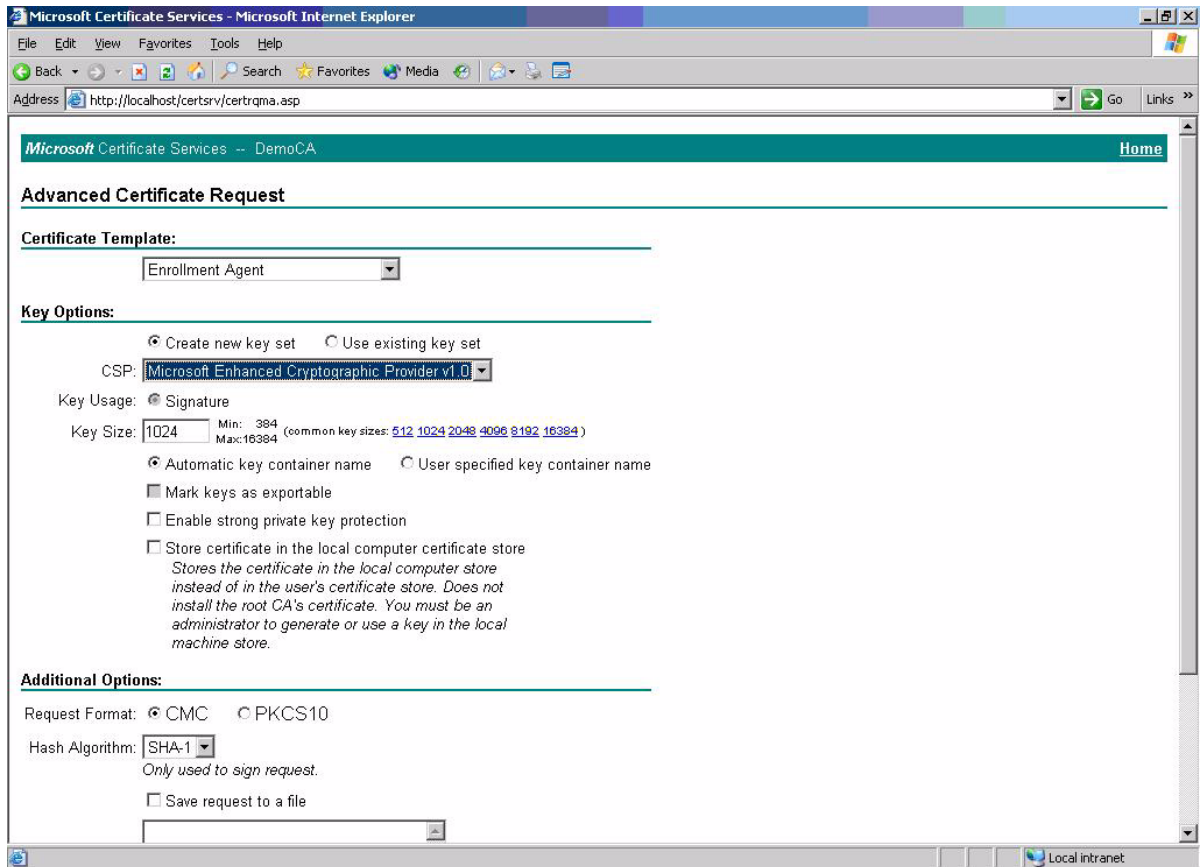 Microsoft Certificate Services - Microsoft Internet Explorer
File Edit View Favorites Tools Help
Back Search Favorites Media
Address http://localhost/certsrv/certrqma.asp Go Links »
Microsoft Certificate Services -- DemoCA Home
Advanced Certificate Request
Certificate Template:
Enrollment Agent
Key Options:
Create new key set Use existing key set
CSP: Microsoft Enhanced Cryptographic Provider v1.0
Key Usage: Signature
Key Size: 1024 Min: 384 Max:16384 (common key sizes: 512 1024 2048 4096 8192 16384 )
Automatic key container name User specified key container name
Mark keys as exportable
Enable strong private key protection
Store certificate in the local computer certificate store
Stores the certificate in the local computer store
instead of in the user's certificate store. Does not
install the root CA's certificate. You must be an
administrator to generate or use a key in the local
machine store.
Additional Options:
Request Format: CMC PKCS10
Hash Algorithm: SHA-1
Only used to sign request.
Save request to a file
Local intranet